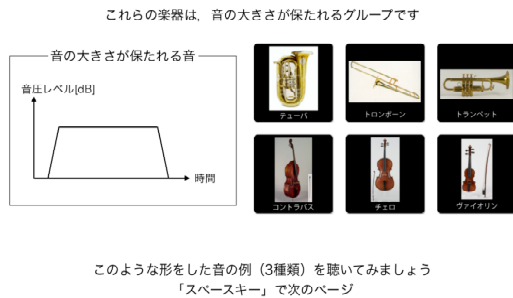 これらの楽器は，音の大きさが保たれるグループです
音の大きさが保たれる音
音圧レベル[dB]
時間
テューバ
トロンボーン
トランペット
コントラバス
チェロ
ヴァイオリン
このような形をした音の例（3種類）を聴いてみましょう
「スペースキー」で次のページ